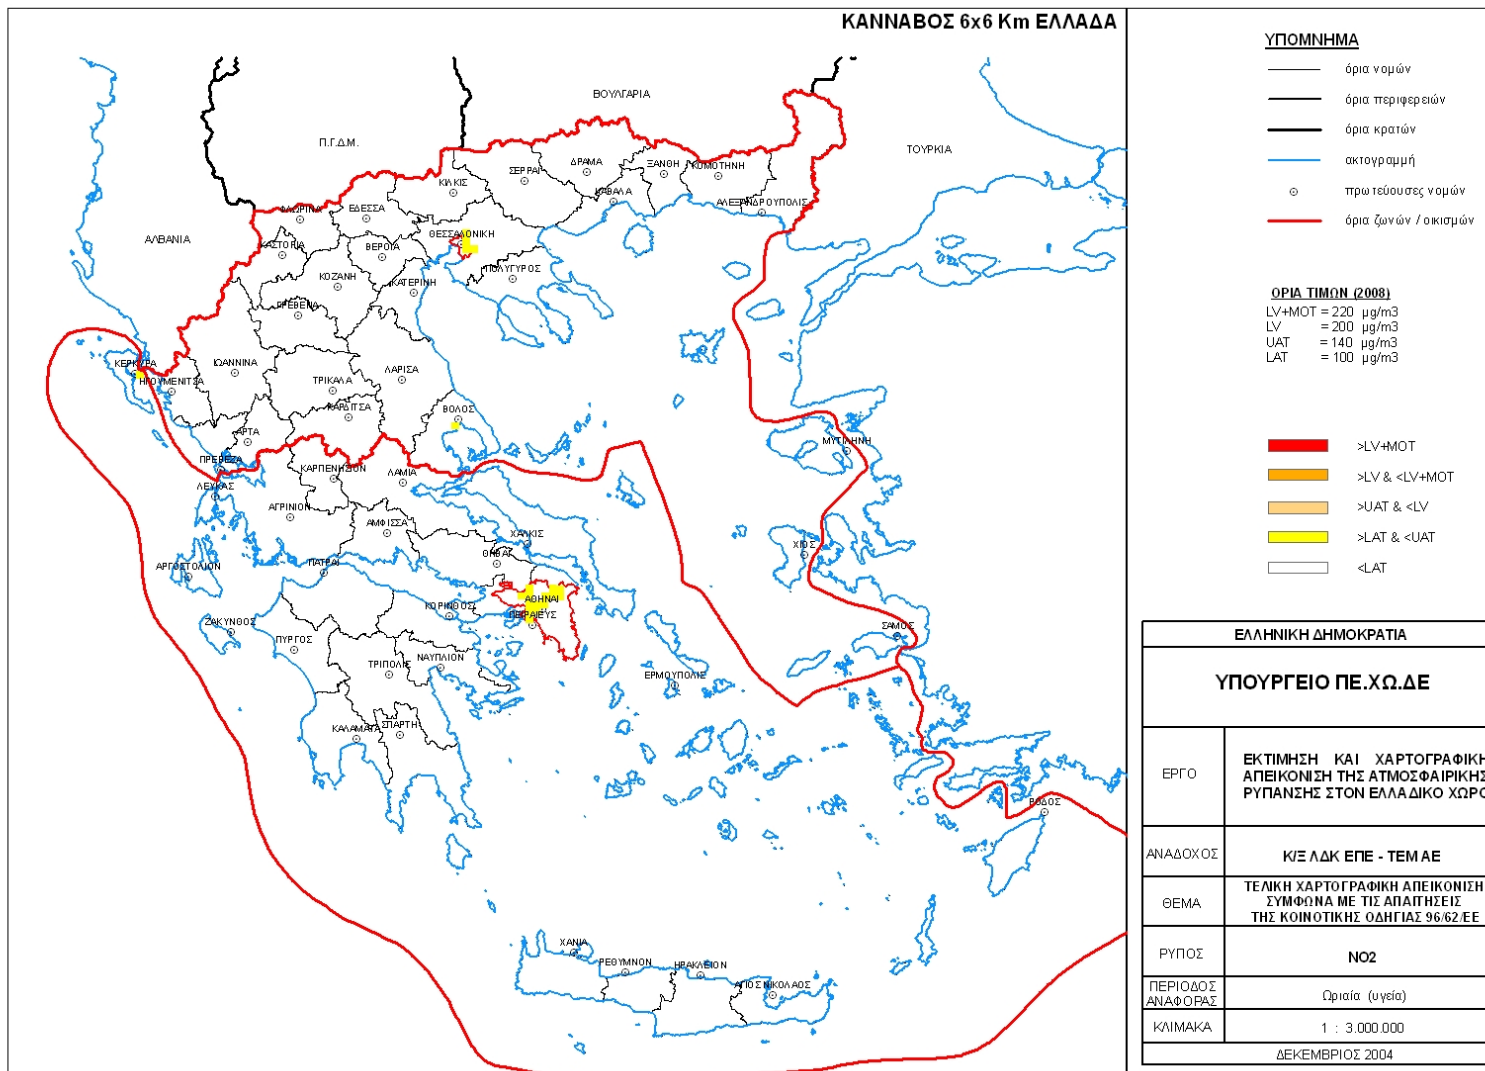 ΚΑΝΝΑΒΟΣ 6x6 Km ΕΛΛΑΔΑ
ΒΟΥΛΓΑΡΙΑ
Π.Γ.Δ.Μ.
ΤΟΥΡΚΙΑ
ΑΛΒΑΝΙΑ
ΔΡΑΜΑ
ΞΑΝΘΗ
ΚΟΜΟΤΗΝΗ
ΣΕΡΡΑΙ
ΚΙΛΚΙΣ
ΚΑΒΑΛΑ
ΑΛΕΞΑΝΔΡΟΥΠΟΛΙΣ
ΦΛΩΡΙΝΑ
ΕΔΕΣΣΑ
ΘΕΣΣΑΛΟΝΙΚΗ
ΚΑΣΤΟΡΙΑ
ΒΕΡΟΙΑ
ΠΟΛΥΓΥΡΟΣ
ΚΟΖΑΝΗ
ΚΑΤΕΡΙΝΗ
ΓΡΕΒΕΝΑ
ΚΕΡΚΥΡΑ
ΙΩΑΝΝΙΝΑ
ΗΓΟΥΜΕΝΙΤΣΑ
ΤΡΙΚΑΛΑ
ΛΑΡΙΣΑ
ΚΑΡΔΙΤΣΑ
ΒΟΛΟΣ
ΑΡΤΑ
ΜΥΤΙΛΗΝΗ
ΠΡΕΒΕΖΑ
ΚΑΡΠΕΝΗΣΙΟΝ
ΛΑΜΙΑ
ΛΕΥΚΑΣ
ΑΓΡΙΝΙΟΝ
ΑΜΦΙΣΣΑ
ΧΑΛΚΙΣ
ΘΗΒΑΙ
ΧΙΟΣ
ΑΡΓΟΣΤΟΛΙΟΝ
ΠΑΤΡΑΙ
ΑΘΗΝΑΙ
ΚΟΡΙΝΘΟΣ
ΠΕΙΡΑΙΕΥΣ
ΖΑΚΥΝΘΟΣ
ΣΑΜΟΣ
ΠΥΡΓΟΣ
ΤΡΙΠΟΛΙΣ
ΝΑΥΠΛΙΟΝ
ΕΡΜΟΥΠΟΛΙΣ
ΚΑΛΑΜΑΤΑ
ΣΠΑΡΤΗ
ΡΟΔΟΣ
ΧΑΝΙΑ
ΡΕΘΥΜΝΟΝ
ΗΡΑΚΛΕΙΟΝ
ΑΓΙΟΣ ΝΙΚΟΛΑΟΣ
ΥΠΟΜΝΗΜΑ
όρια νομών
όρια περιφερειών
όρια κρατών
ακτογραμμή
πρωτεύουσες νομών
όρια ζωνών / οικισμών
ΟΡΙΑ ΤΙΜΩΝ (2008)
LV+MOT = 220 μg/m3
LV = 200 μg/m3
UAT = 140 μg/m3
LAT = 100 μg/m3
>LV+MOT
>LV & <LV+MOT
>UAT & <LV
>LAT & <UAT
<LAT
ΕΛΛΗΝΙΚΗ ΔΗΜΟΚΡΑΤΙΑ
ΥΠΟΥΡΓΕΙΟ ΠΕ.ΧΩ.ΔΕ
ΕΡΓΟ
ΕΚΤΙΜΗΣΗ ΚΑΙ ΧΑΡΤΟΓΡΑΦΙΚΗ
ΑΠΕΙΚΟΝΙΣΗ ΤΗΣ ΑΤΜΟΣΦΑΙΡΙΚΗΣ
ΡΥΠΑΝΣΗΣ ΣΤΟΝ ΕΛΛΑΔΙΚΟ ΧΩΡΟ
ΑΝΑΔΟΧΟΣ
Κ/Ξ ΛΔΚ ΕΠΕ - ΤΕΜ ΑΕ
ΘΕΜΑ
ΤΕΛΙΚΗ ΧΑΡΤΟΓΡΑΦΙΚΗ ΑΠΕΙΚΟΝΙΣΗ
ΣΥΜΦΩΝΑ ΜΕ ΤΙΣ ΑΠΑΙΤΗΣΕΙΣ
ΤΗΣ ΚΟΙΝΟΤΙΚΗΣ ΟΔΗΓΙΑΣ 96/62/ΕΕ
ΡΥΠΟΣ
NO2
ΠΕΡΙΟΔΟΣ
ΑΝΑΦΟΡΑΣ
Ωριαία (υγεία)
ΚΛΙΜΑΚΑ
1 : 3.000.000
ΔΕΚΕΜΒΡΙΟΣ 2004